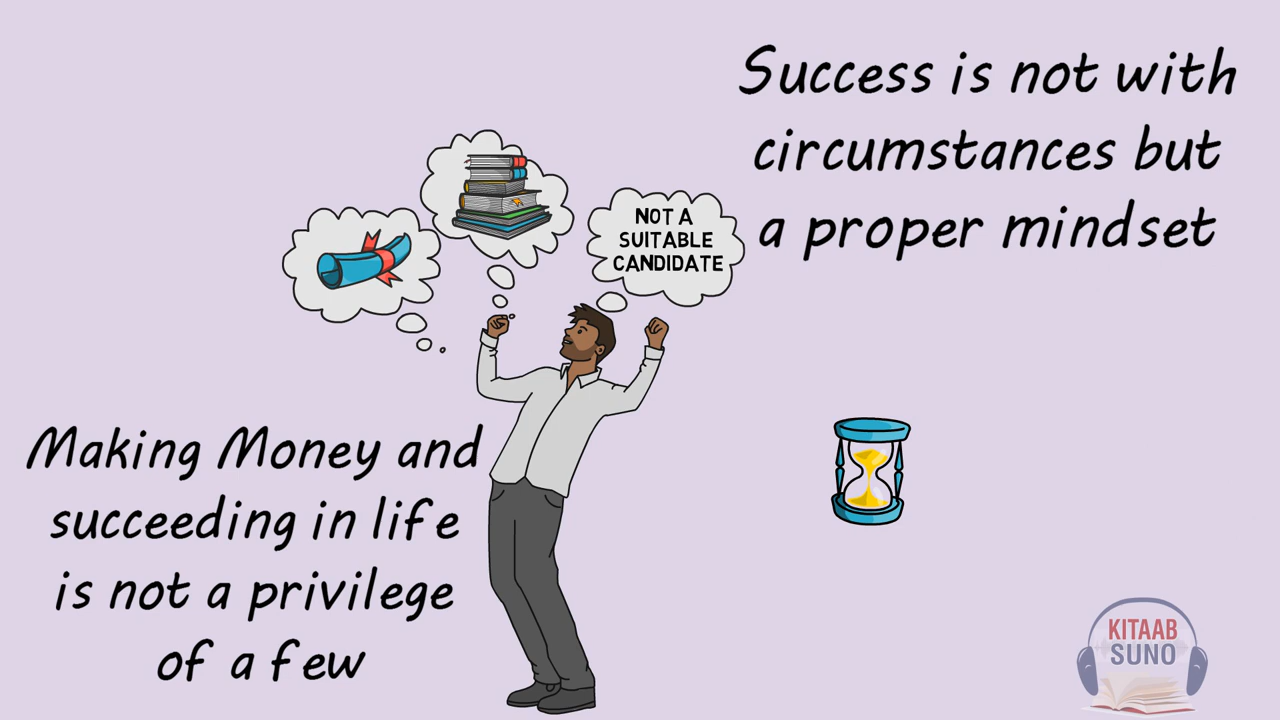 Success is not with
circumstances but
a proper mindset
NOT A
SUITABLE
CANDIDATE
Making Money and
succeeding in life
is not a privilege
of a few
KITAAB
SUNO